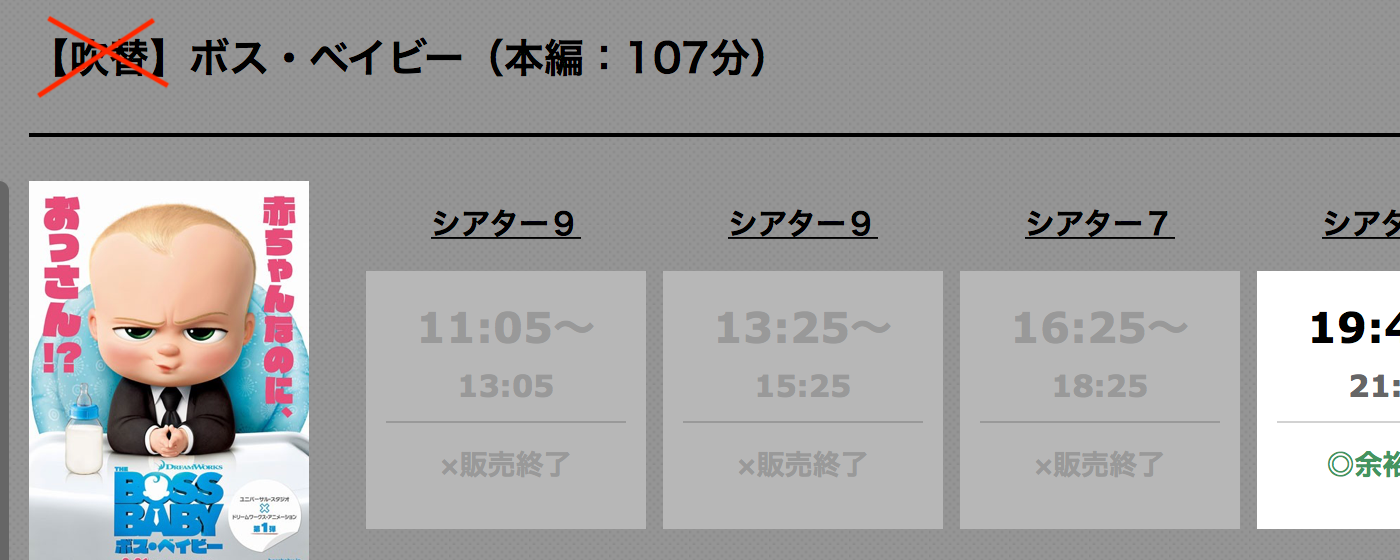 【吹替】ボス・ベイビー（本編：107分）
おっさん!?
赤ちゃんなのに、
シアター９
シアター９
シアター７
シアタ
11:05～
13:05
×販売終了
13:25～
15:25
×販売終了
16:25～
18:25
×販売終了
19:4
21:
◎余裕
DREAMWORKS
THE
BOSS
BABY
ボス・ベイビー
ユニバーサル・スタジオ
×
ドリームワークス・アニメーション
第1弾